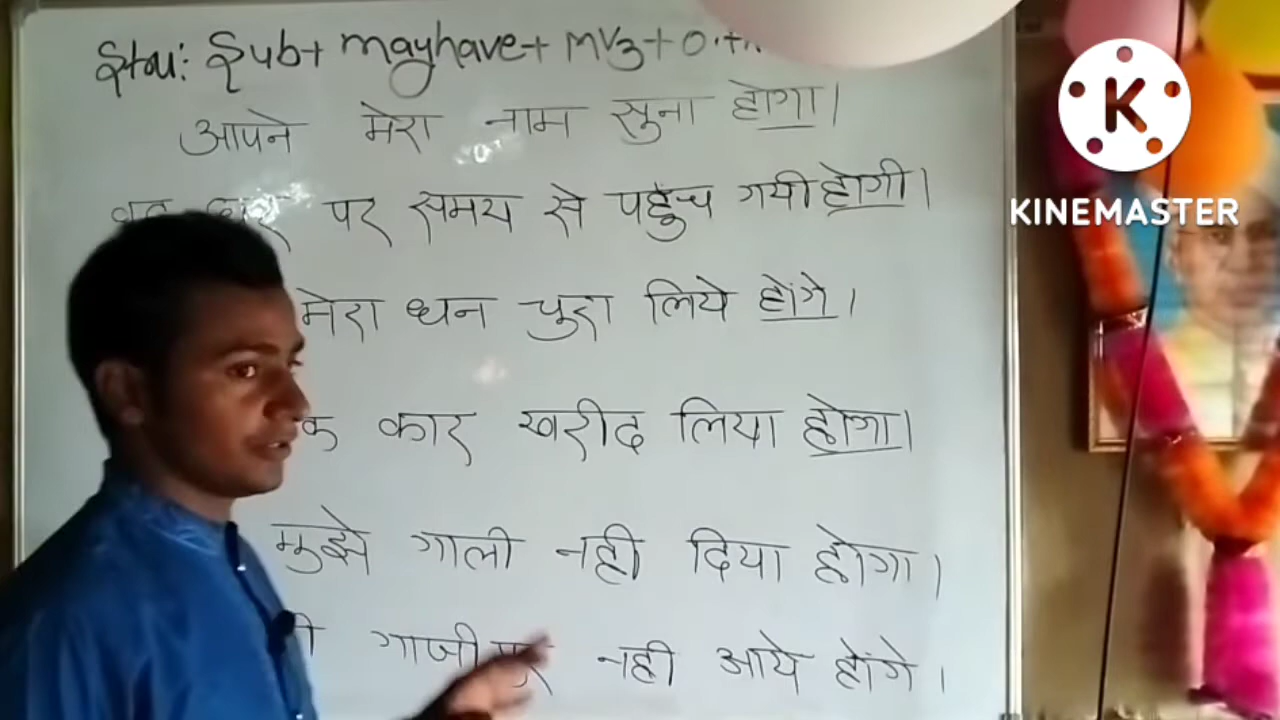 Stru: Sub+ mayhave+ MV3 + O.+
आपने मेरा नाम सुना होगा।
पर समय से पहुँच गयी होगी।
मेरा धन चुरा लिये होंगे।
कार खरीद लिया होगा।
मुझे गाली नही दिया होगा।
गाजीपुर नही आये होंगे।
KINEMASTER